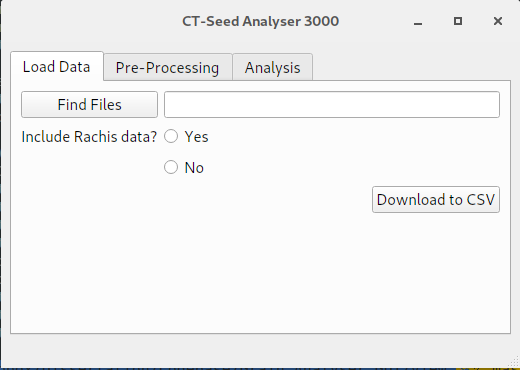 CT-Seed Analyser 3000
Load Data
Pre-Processing
Analysis
Find Files
Include Rachis data?
Yes
No
Download to CSV